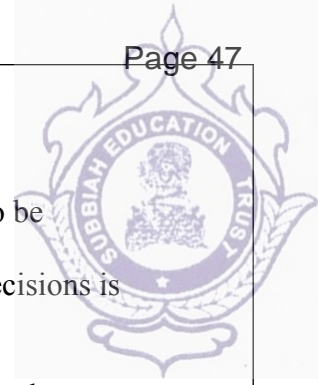 Page 47
EDUCATION
SUBBIAH TRUST
o be
ecisions is